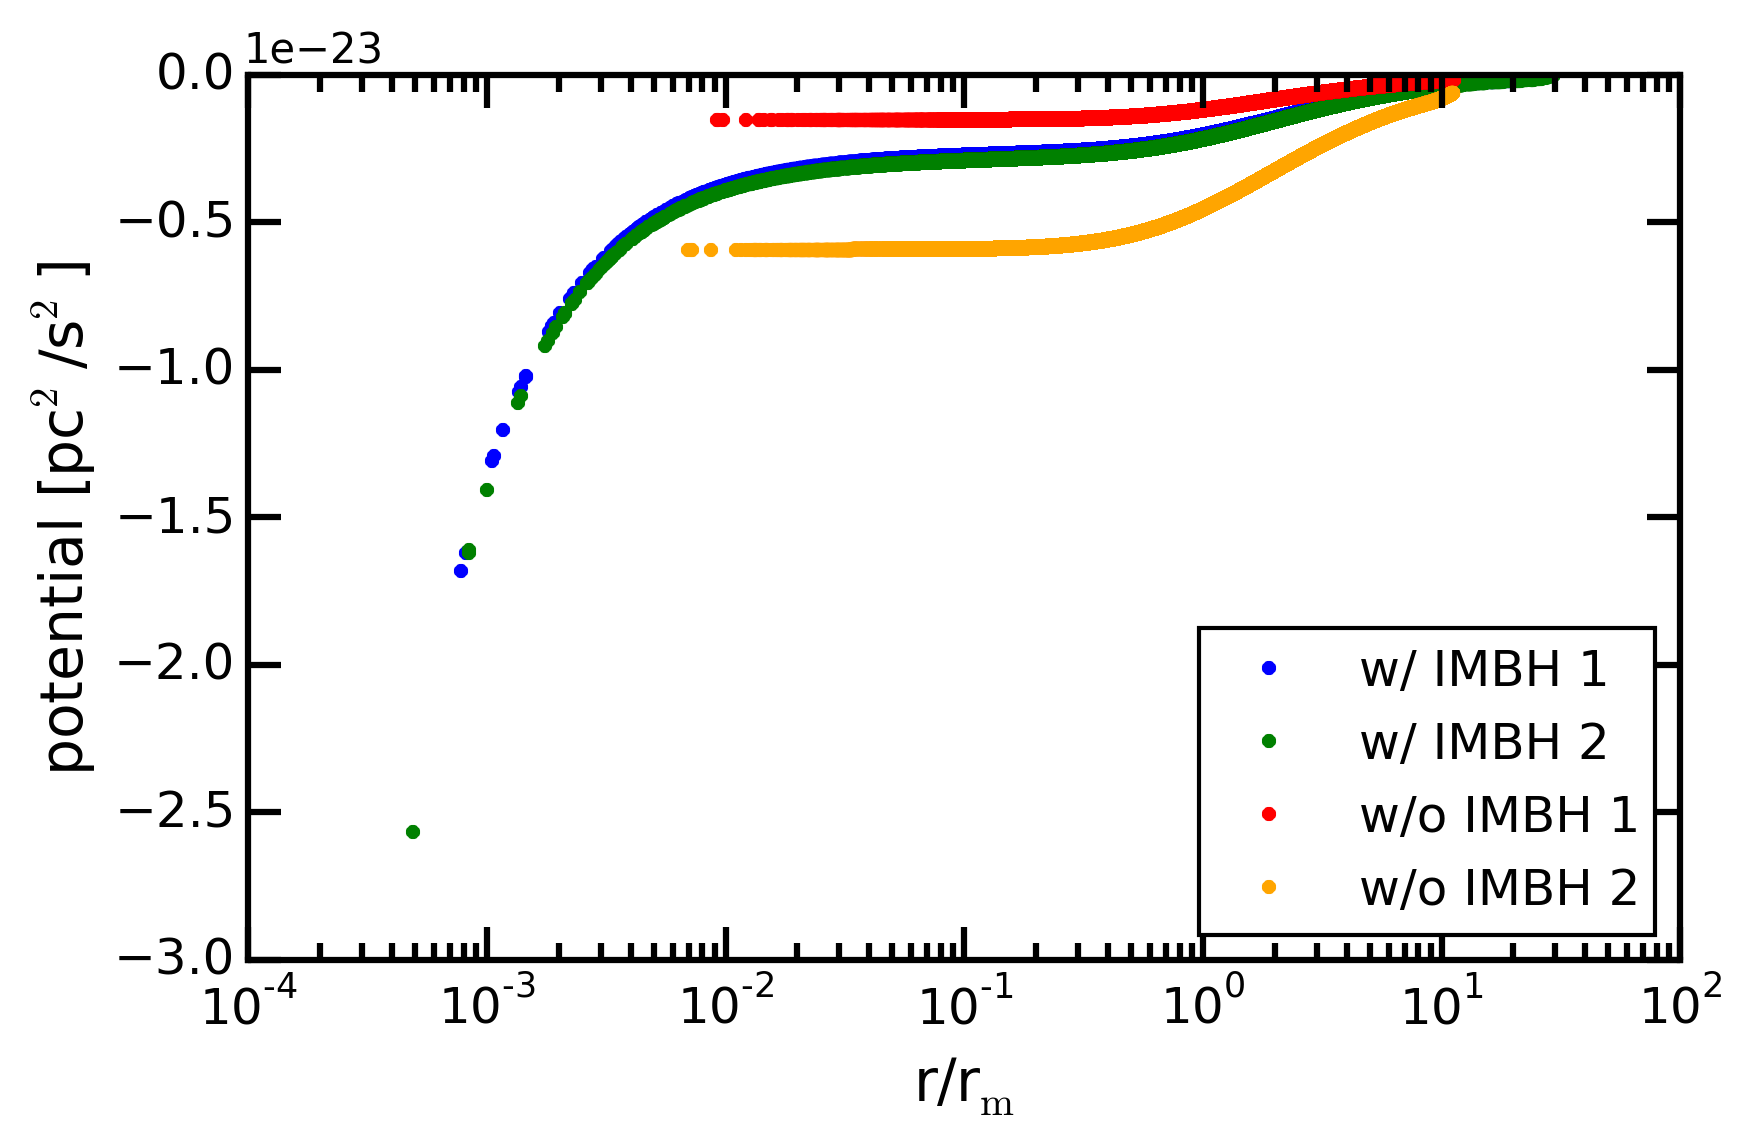 1e−23
0.0
−0.5
−1.0
−1.5
−2.0
−2.5
−3.0
potential [pc² /s² ]
10⁻⁴ 10⁻³ 10⁻² 10⁻¹ 10⁰ 10¹ 10²
r/rₘ
w/ IMBH 1
w/ IMBH 2
w/o IMBH 1
w/o IMBH 2